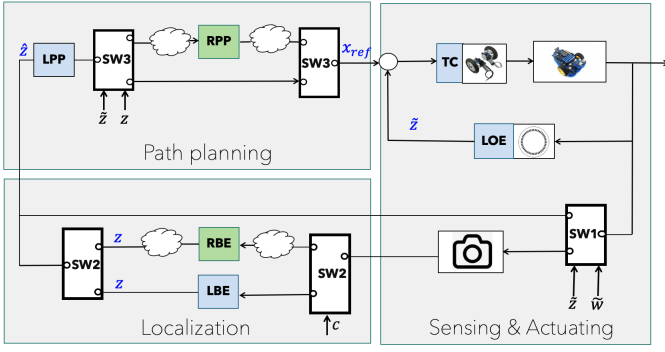 ẑ
LPP
SW3
RPP
SW3
x_ref
z̃
z
Path planning
TC
z̃
LOE
SW1
z̃
w̃
Sensing & Actuating
SW2
z
RBE
z
LBE
SW2
c
Localization